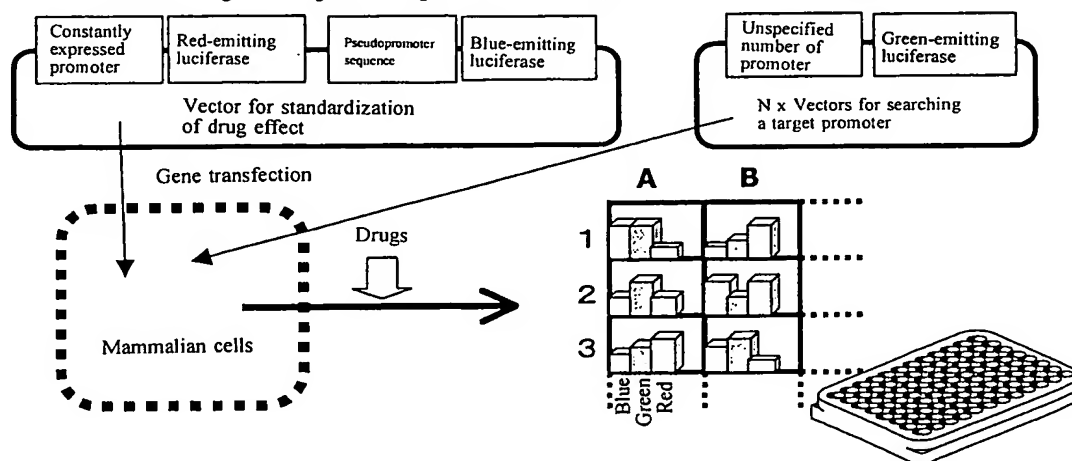 Constantly
expressed
promoter
Red-emitting
luciferase
Pseudopromoter
sequence
Blue-emitting
luciferase
Vector for standardization
of drug effect
Unspecified
number of
promoter
Green-emitting
luciferase
N x Vectors for searching
a target promoter
Gene transfection
Drugs
Mammalian cells
A B
1
2
3
Blue
Green
Red